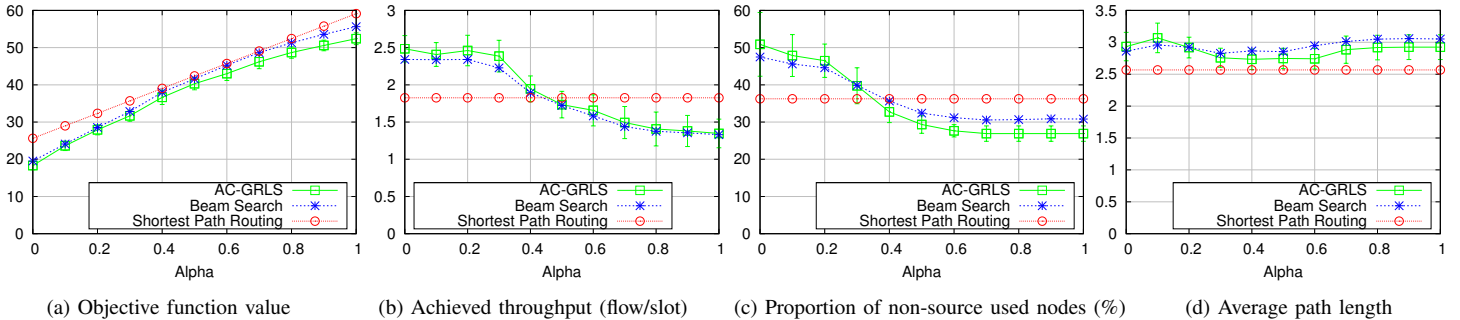 60
50
40
30
20
10
0
0 0.2 0.4 0.6 0.8 1
Alpha
AC-GRLS
Beam Search
Shortest Path Routing
(a) Objective function value
3
2.5
2
1.5
1
0.5
0
0 0.2 0.4 0.6 0.8 1
Alpha
AC-GRLS
Beam Search
Shortest Path Routing
(b) Achieved throughput (flow/slot)
60
50
40
30
20
10
0
0 0.2 0.4 0.6 0.8 1
Alpha
AC-GRLS
Beam Search
Shortest Path Routing
(c) Proportion of non-source used nodes (%)
3.5
3
2.5
2
1.5
1
0.5
0
0 0.2 0.4 0.6 0.8 1
Alpha
AC-GRLS
Beam Search
Shortest Path Routing
(d) Average path length